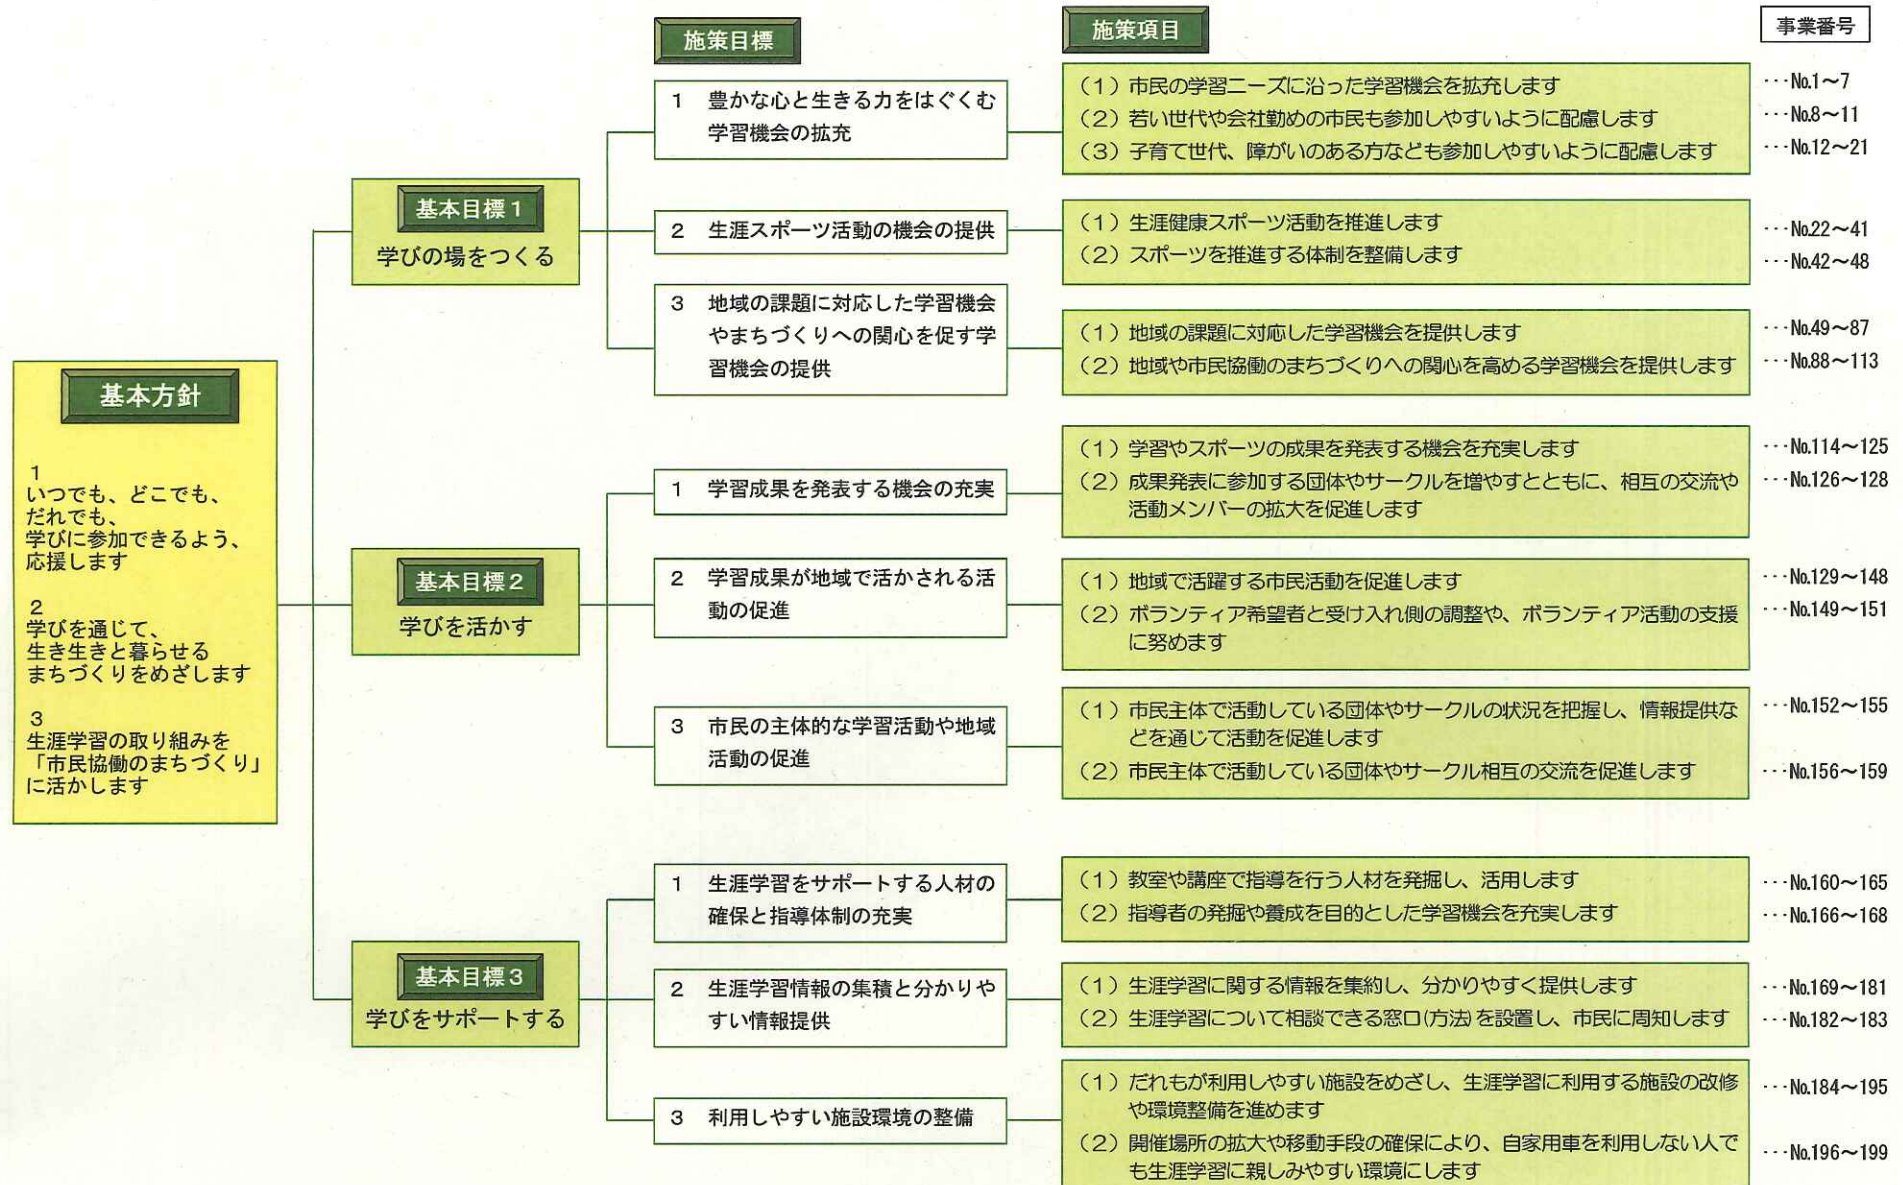 施策目標
施策項目
事業番号
基本方針
1
いつでも、どこでも、
だれでも、
学びに参加できるよう、
応援します
2
学びを通じて、
生き生きと暮らせる
まちづくりをめざします
3
生涯学習の取り組みを
「市民協働のまちづくり」
に活かします
基本目標1
学びの場をつくる
1 豊かな心と生きる力をはぐくむ
学習機会の拡充
(1)市民の学習ニーズに沿った学習機会を拡充します
･･･No.1～7
(2)若い世代や会社勤めの市民も参加しやすいように配慮します
･･･No.8～11
(3)子育て世代、障がいのある方なども参加しやすいように配慮します
･･･No.12～21
2 生涯スポーツ活動の機会の提供
(1)生涯健康スポーツ活動を推進します
･･･No.22～41
(2)スポーツを推進する体制を整備します
･･･No.42～48
3 地域の課題に対応した学習機会
やまちづくりへの関心を促す学
習機会の提供
(1)地域の課題に対応した学習機会を提供します
･･･No.49～87
(2)地域や市民協働のまちづくりへの関心を高める学習機会を提供します
･･･No.88～113
基本目標2
学びを活かす
1 学習成果を発表する機会の充実
(1)学習やスポーツの成果を発表する機会を充実します
･･･No.114～125
(2)成果発表に参加する団体やサークルを増やすとともに、相互の交流や
活動メンバーの拡大を促進します
･･･No.126～128
2 学習成果が地域で活かされる活
動の促進
(1)地域で活躍する市民活動を促進します
･･･No.129～148
(2)ボランティア希望者と受け入れ側の調整や、ボランティア活動の支援
に努めます
･･･No.149～151
3 市民の主体的な学習活動や地域
活動の促進
(1)市民主体で活動している団体やサークルの状況を把握し、情報提供な
どを通じて活動を促進します
･･･No.152～155
(2)市民主体で活動している団体やサークル相互の交流を促進します
･･･No.156～159
基本目標3
学びをサポートする
1 生涯学習をサポートする人材の
確保と指導体制の充実
(1)教室や講座で指導を行う人材を発掘し、活用します
･･･No.160～165
(2)指導者の発掘や養成を目的とした学習機会を充実します
･･･No.166～168
2 生涯学習情報の集積と分かりや
すい情報提供
(1)生涯学習に関する情報を集約し、分かりやすく提供します
･･･No.169～181
(2)生涯学習について相談できる窓口(方法)を設置し、市民に周知します
･･･No.182～183
3 利用しやすい施設環境の整備
(1)だれもが利用しやすい施設をめざし、生涯学習に利用する施設の改修
や環境整備を進めます
･･･No.184～195
(2)開催場所の拡大や移動手段の確保により、自家用車を利用しない人で
も生涯学習に親しみやすい環境にします
･･･No.196～199